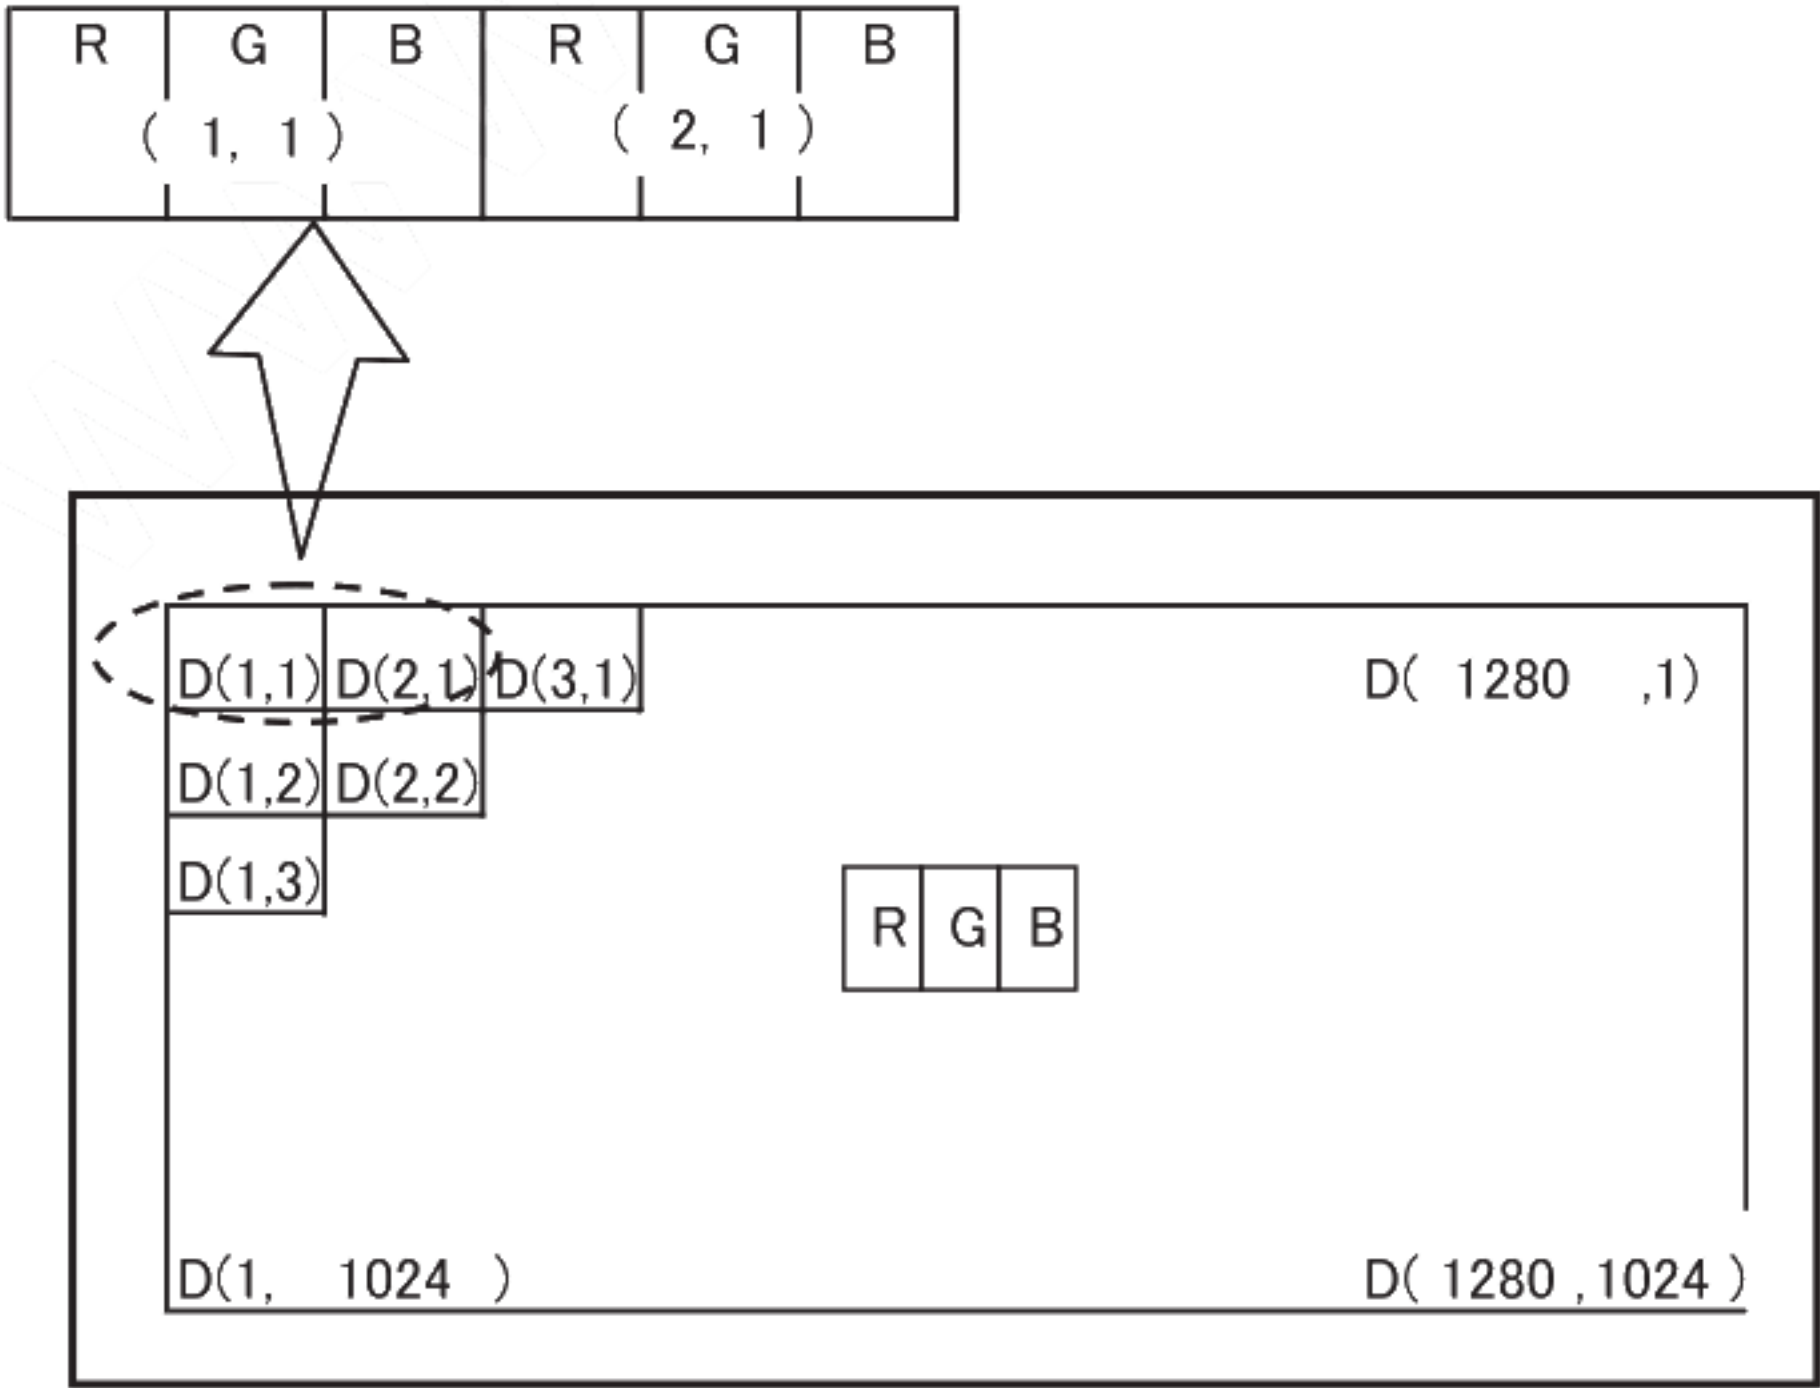 R G B R G B
( 1, 1 ) ( 2, 1 )
D(1,1) D(2,1) D(3,1) D( 1280 ,1)
D(1,2) D(2,2)
D(1,3)
R G B
D(1, 1024 ) D( 1280 ,1024 )